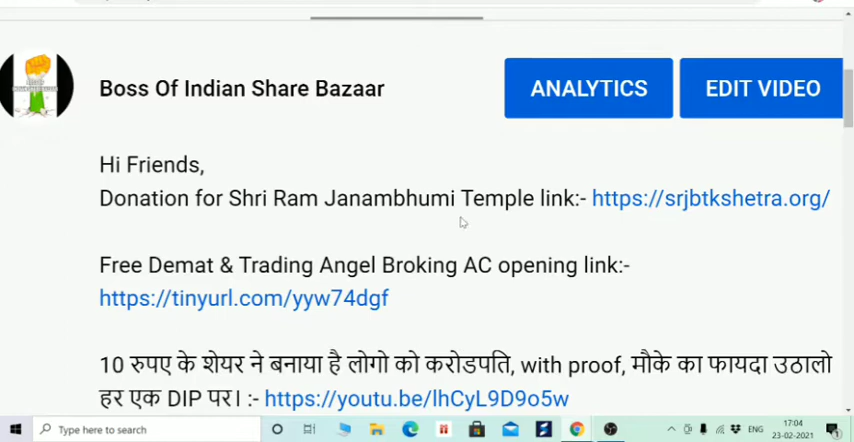 Boss Of Indian Share Bazaar
ANALYTICS
EDIT VIDEO
Hi Friends,
Donation for Shri Ram Janambhumi Temple link:- https://srjbtkshetra.org/
Free Demat & Trading Angel Broking AC opening link:-
https://tinyurl.com/yyw74dgf
10 रुपए के शेयर ने बनाया है लोगो को करोडपति, with proof, मौके का फायदा उठालो
हर एक DIP पर। :- https://youtu.be/lhCyL9D9o5w
Type here to search
ENG
17:04
23-02-2021